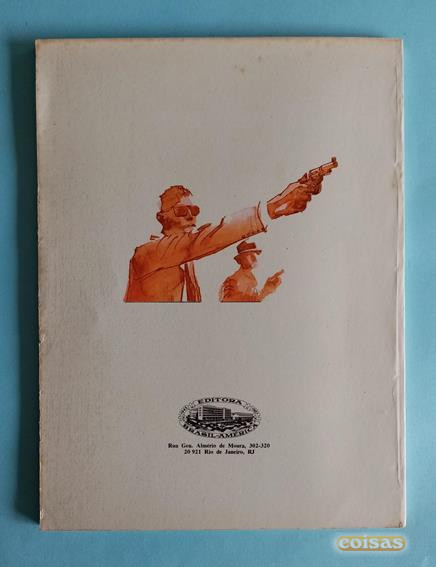 EDITORA
BRASIL-AMÉRICA
Rua Gen. Almério de Moura, 302-320
20 921 Rio de Janeiro, RJ
coisas